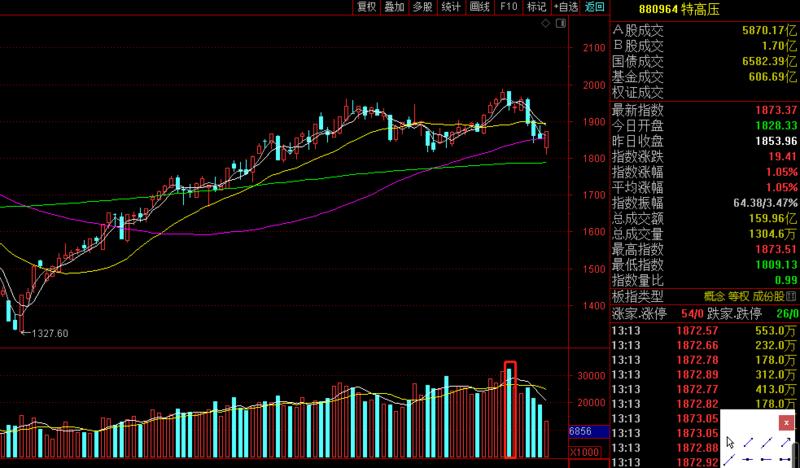 复权 叠加 多股 统计 画线 F10 标记 +自选 返回
880964 特高压
A股成交 5870.17亿
B股成交 1.70亿
国债成交 6582.39亿
基金成交 606.69亿
权证成交
最新指数 1873.37
今日开盘 1828.33
昨日收盘 1853.96
指数涨跌 19.41
指数涨幅 1.05%
平均涨幅 1.05%
指数振幅 64.38/3.47%
总成交额 159.96亿
总成交量 1304.6万
最高指数 1873.51
最低指数 1809.13
指数量比 0.99
板指类型 概念 等权 成份股
涨家.涨停 54/0 跌家.跌停 26/0
13:13 1872.57 553.0万
13:13 1872.66 232.0万
13:13 1872.78 178.0万
13:13 1872.89 312.0万
13:13 1872.77 413.0万
13:13 1872.82 178.0万
13:13 1873.05
13:13 1873.05
13:13 1872.88
13:13 1872.92
2100
2000
1900
1800
1700
1600
1500
1400
←1327.60
30000
20000
6856
X1000